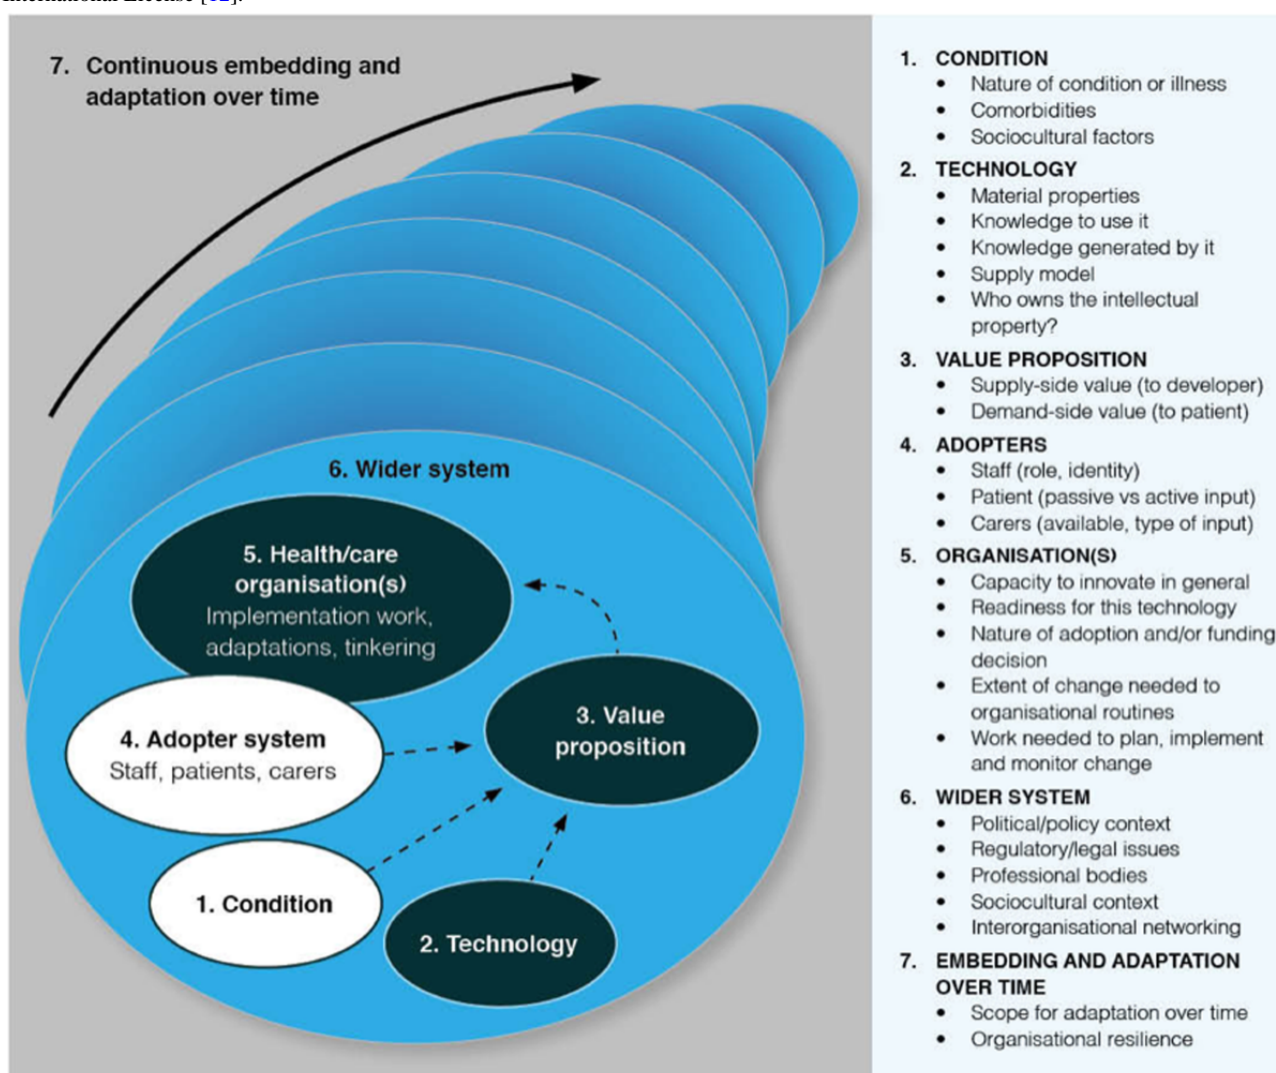 International License [12].
7. Continuous embedding and
adaptation over time
6. Wider system
5. Health/care
organisation(s)
Implementation work,
adaptations, tinkering
4. Adopter system
Staff, patients, carers
3. Value
proposition
1. Condition
2. Technology
1. CONDITION
• Nature of condition or illness
• Comorbidities
• Sociocultural factors
2. TECHNOLOGY
• Material properties
• Knowledge to use it
• Knowledge generated by it
• Supply model
• Who owns the intellectual
property?
3. VALUE PROPOSITION
• Supply-side value (to developer)
• Demand-side value (to patient)
4. ADOPTERS
• Staff (role, identity)
• Patient (passive vs active input)
• Carers (available, type of input)
5. ORGANISATION(S)
• Capacity to innovate in general
• Readiness for this technology
• Nature of adoption and/or funding
decision
• Extent of change needed to
organisational routines
• Work needed to plan, implement
and monitor change
6. WIDER SYSTEM
• Political/policy context
• Regulatory/legal issues
• Professional bodies
• Sociocultural context
• Interorganisational networking
7. EMBEDDING AND ADAPTATION
OVER TIME
• Scope for adaptation over time
• Organisational resilience